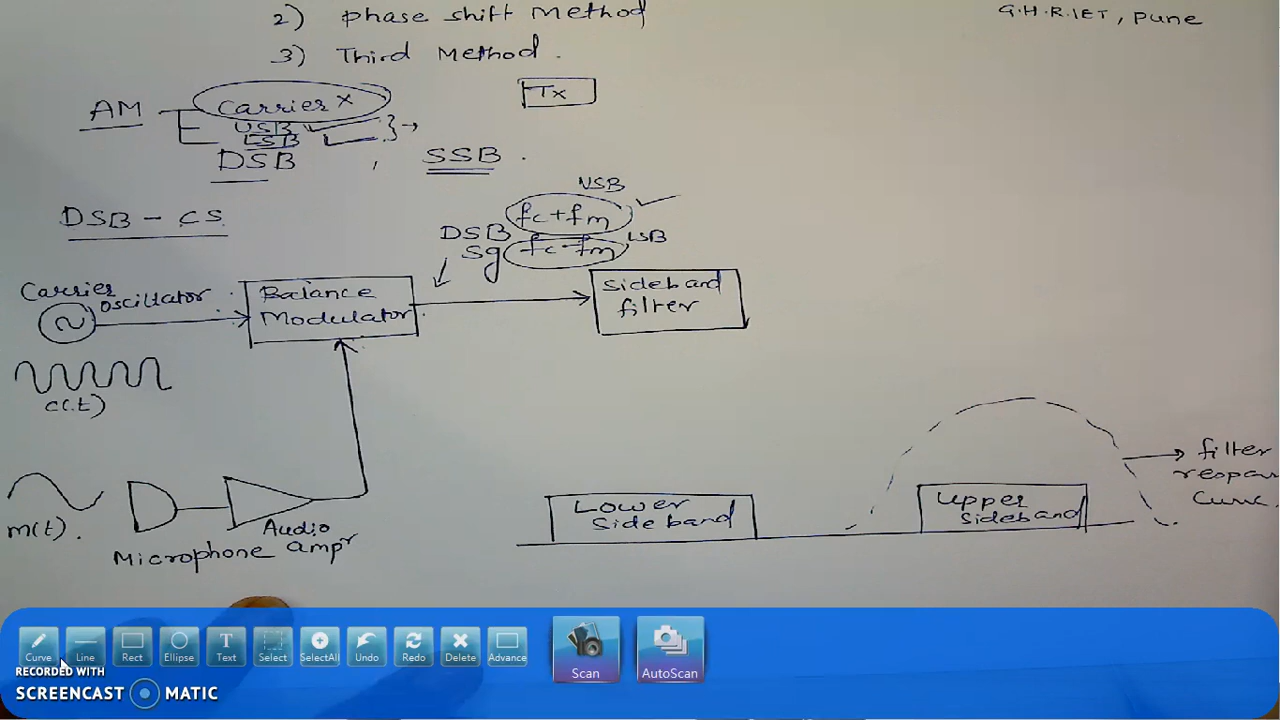 2) Phase shift Method
G.H.R.IET, Pune
3) Third Method.
Tx
AM
Carrier x
USB
LSB
DSB , SSB.
DSB - CS
USB
fc+fm
DSB
Sg
fc-fm
LSB
Carrier
Oscillator
Balance
Modulator
Sideband
filter
c(t)
m(t).
Microphone
Audio
ampr
Lower
Sideband
Upper
Sideband
filter
Curve.
Curve
Line
Rect
Ellipse
Text
Select
SelectAll
Undo
Redo
Delete
Advance
Scan
AutoScan
RECORDED WITH
SCREENCAST MATIC